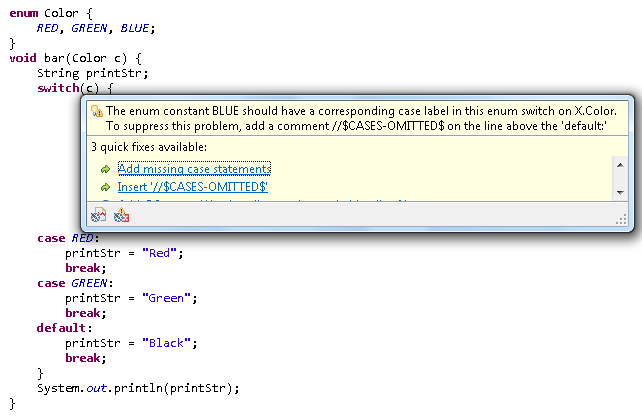 enum Color {
RED, GREEN, BLUE;
}
void bar(Color c) {
String printStr;
switch(c) {
The enum constant BLUE should have a corresponding case label in this enum switch on X.Color.
To suppress this problem, add a comment //$CASES-OMITTED$ on the line above the 'default:'
3 quick fixes available:
Add missing case statements
Insert '//$CASES-OMITTED$'
case RED:
printStr = "Red";
break;
case GREEN:
printStr = "Green";
break;
default:
printStr = "Black";
break;
}
System.out.println(printStr);
}